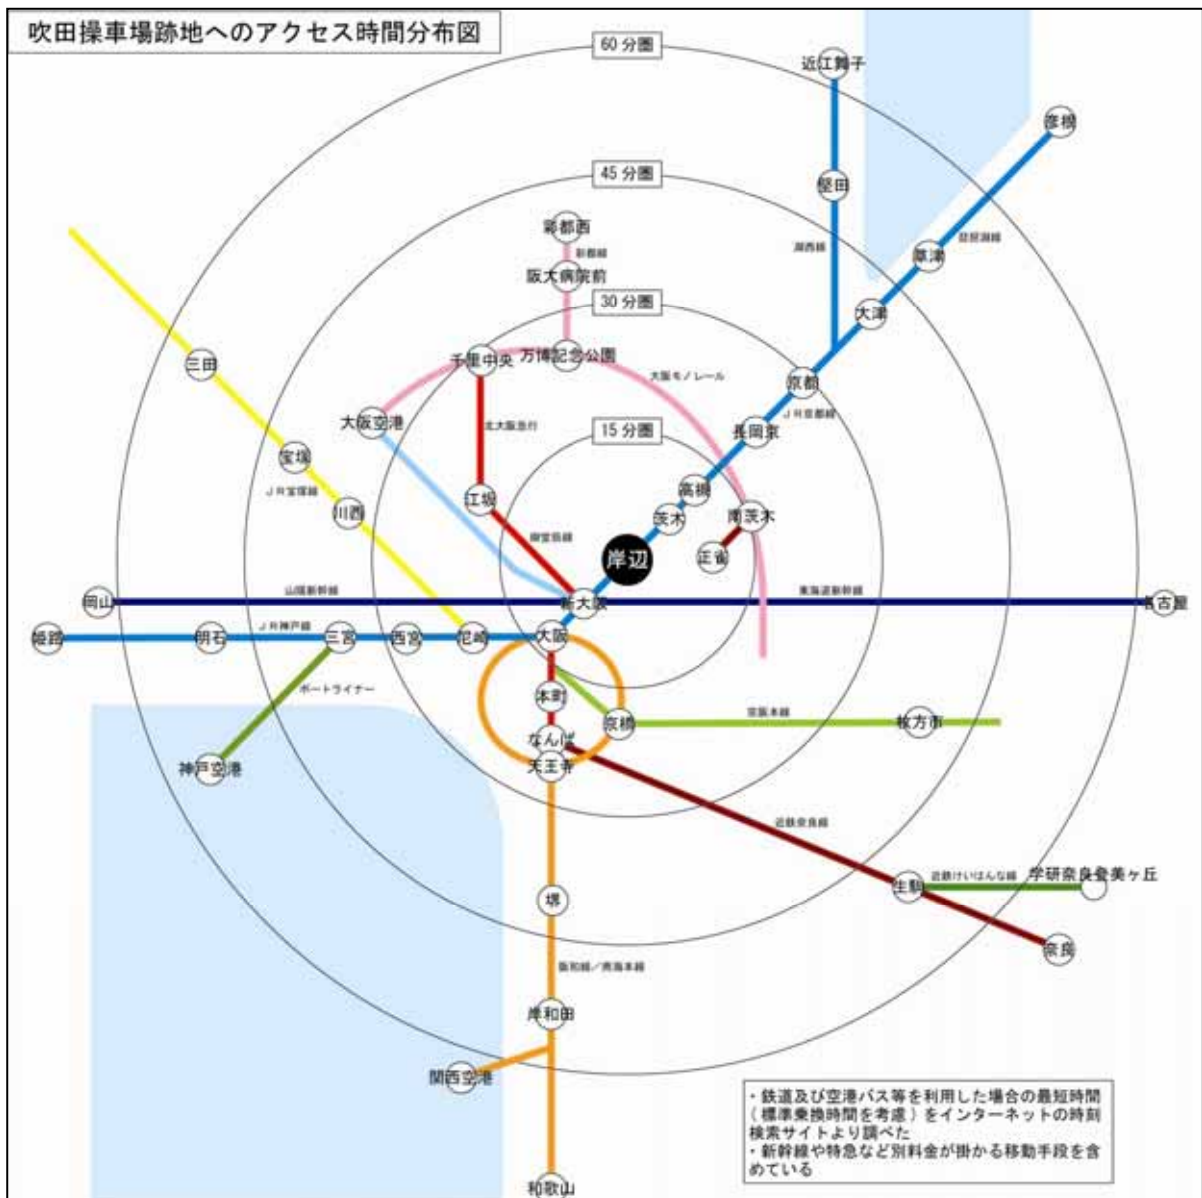 吹田操車場跡地へのアクセス時間分布図
60分圏
近江舞子
彦根
45分圏
堅田
彩都西
彩都線
湖西線
琵琶湖線
草津
阪大病院前
30分圏
大津
千里中央
万博記念公園
三田
大阪モノレール
京都
JR京都線
大阪空港
北大阪急行
15分圏
長岡京
宝塚
JR宝塚線
川西
江坂
高槻
茨木
南茨木
御堂筋線
岸辺
正雀
岡山
山陽新幹線
新大阪
東海道新幹線
名古屋
姫路
明石
JR神戸線
三宮
西宮
尼崎
大阪
ポートライナー
本町
京橋
京阪本線
枚方市
なんば
神戸空港
天王寺
近鉄奈良線
生駒
近鉄けいはんな線
学研奈良登美ヶ丘
堺
奈良
阪和線/南海本線
岸和田
関西空港
和歌山
・鉄道及び空港バス等を利用した場合の最短時間
(標準乗換時間を考慮)をインターネットの時刻
検索サイトより調べた
・新幹線や特急など別料金が掛かる移動手段を含
めている